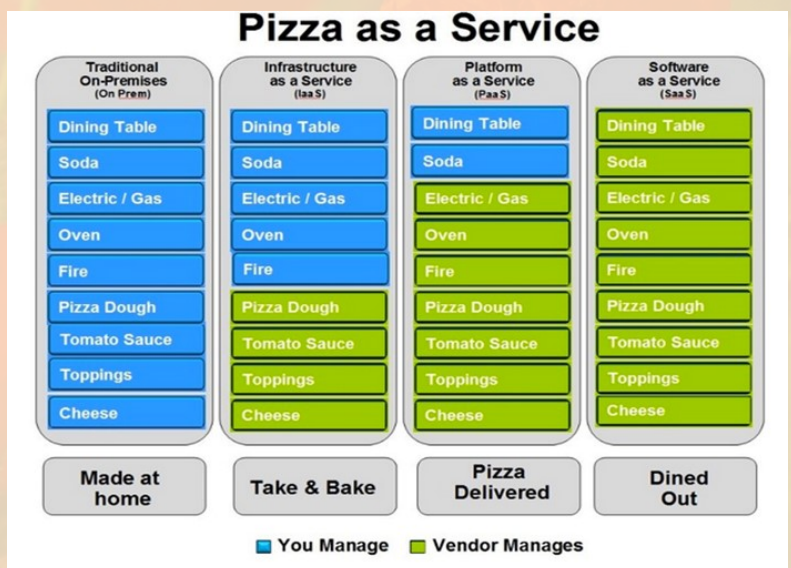 Pizza as a Service
Traditional
On-Premises
(On Prem)
Dining Table
Soda
Electric / Gas
Oven
Fire
Pizza Dough
Tomato Sauce
Toppings
Cheese
Made at
home
Infrastructure
as a Service
(IaaS)
Dining Table
Soda
Electric / Gas
Oven
Fire
Pizza Dough
Tomato Sauce
Toppings
Cheese
Take & Bake
Platform
as a Service
(PaaS)
Dining Table
Soda
Electric / Gas
Oven
Fire
Pizza Dough
Tomato Sauce
Toppings
Cheese
Pizza
Delivered
Software
as a Service
(SaaS)
Dining Table
Soda
Electric / Gas
Oven
Fire
Pizza Dough
Tomato Sauce
Toppings
Cheese
Dined
Out
You Manage
Vendor Manages